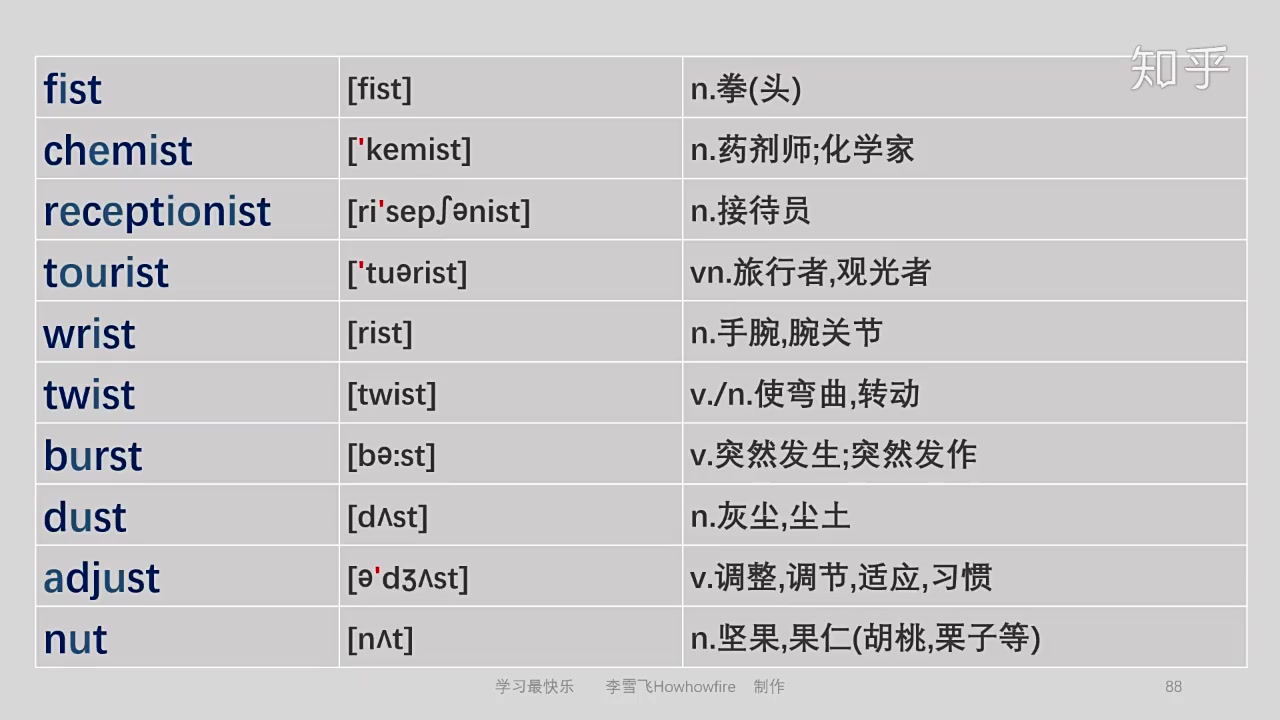 知乎
fist [fist] n.拳(头)
chemist ['kemist] n.药剂师;化学家
receptionist [ri'sepʃənist] n.接待员
tourist ['tuərist] vn.旅行者,观光者
wrist [rist] n.手腕,腕关节
twist [twist] v./n.使弯曲,转动
burst [bə:st] v.突然发生;突然发作
dust [dʌst] n.灰尘,尘土
adjust [ə'dʒʌst] v.调整,调节,适应,习惯
nut [nʌt] n.坚果,果仁(胡桃,栗子等)
学习最快乐 李雪飞Howhowfire 制作 88